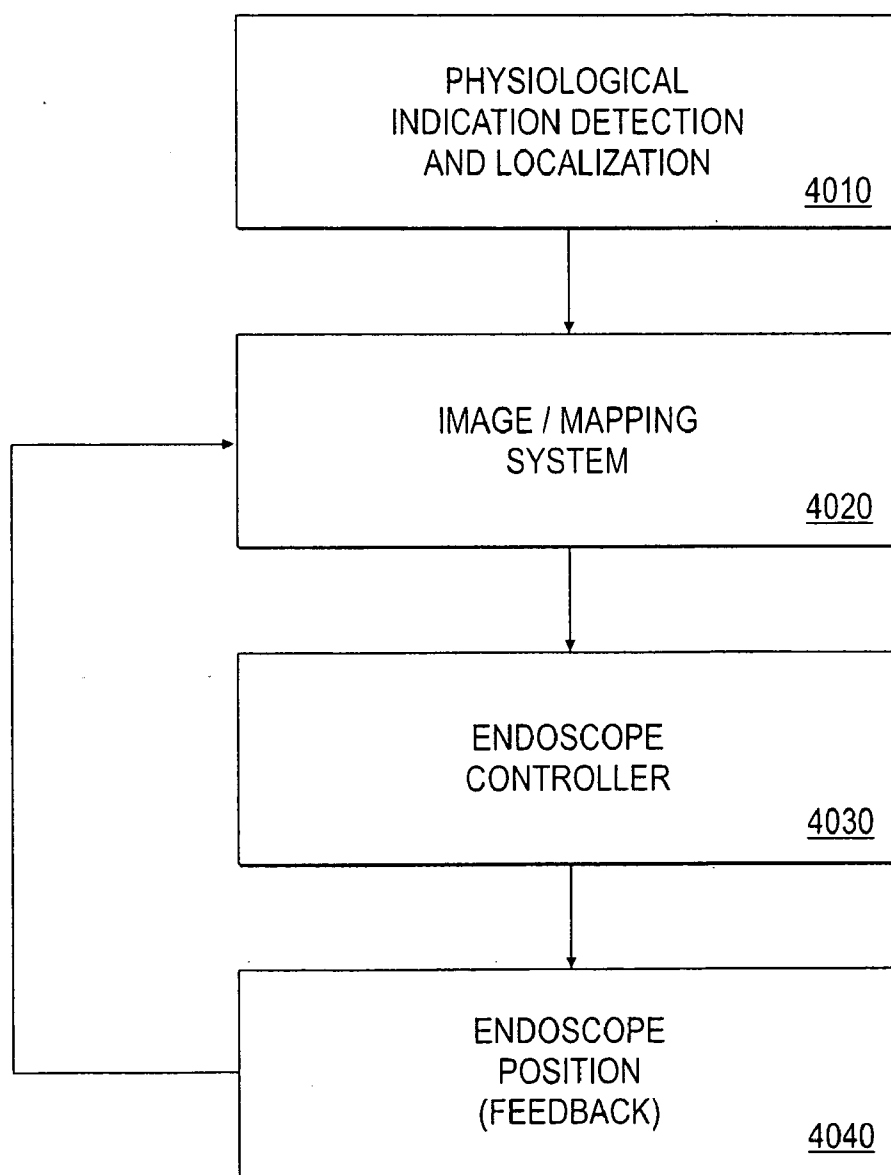 PHYSIOLOGICAL
INDICATION DETECTION
AND LOCALIZATION
4010
IMAGE / MAPPING
SYSTEM
4020
ENDOSCOPE
CONTROLLER
4030
ENDOSCOPE
POSITION
(FEEDBACK)
4040